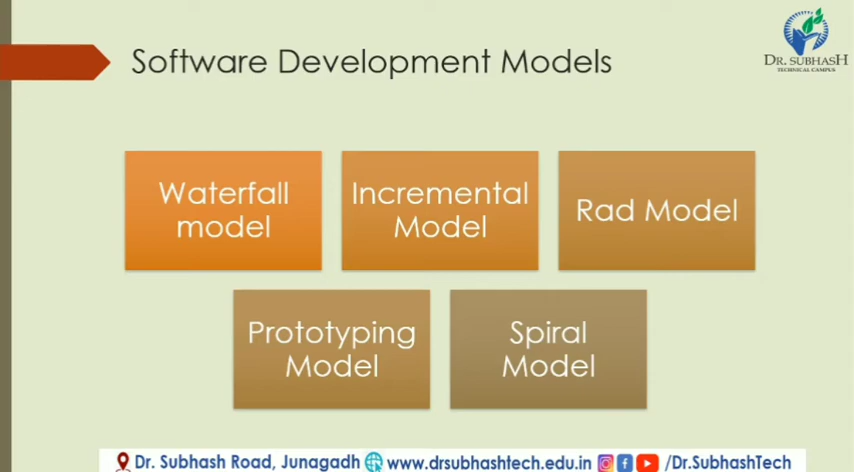 Software Development Models
DR. SUBHASH
TECHNICAL CAMPUS
Waterfall
model
Incremental
Model
Rad Model
Prototyping
Model
Spiral
Model
Dr. Subhash Road, Junagadh www.drsubhashtech.edu.in /Dr.SubhashTech